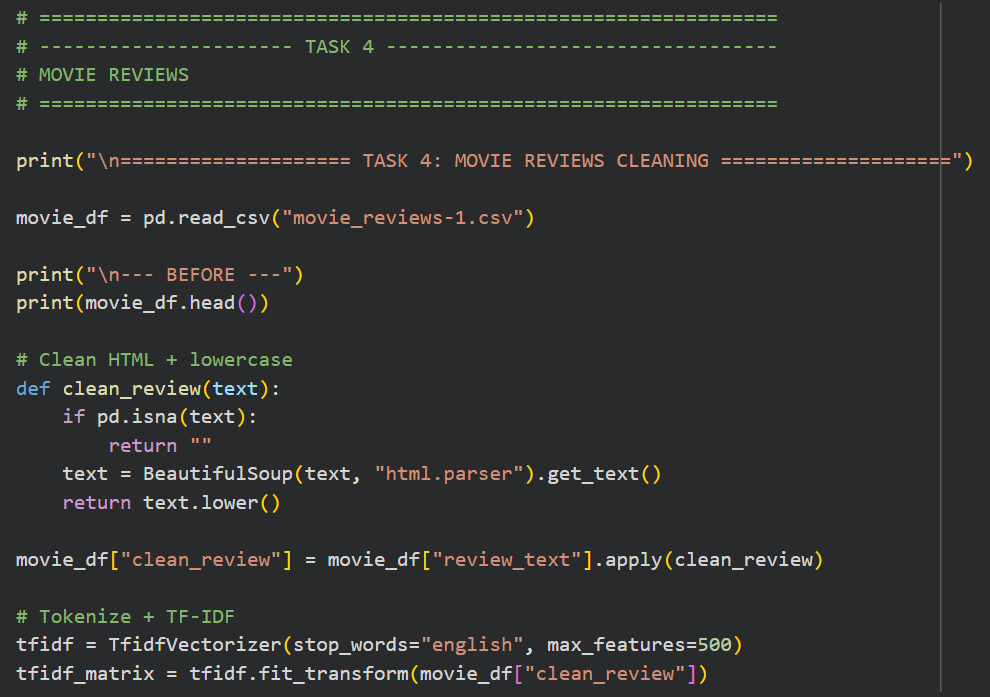 # ================================================================
# ---------------------- TASK 4 ----------------------------------
# MOVIE REVIEWS
# ================================================================
print("\n==================== TASK 4: MOVIE REVIEWS CLEANING ====================")
movie_df = pd.read_csv("movie_reviews-1.csv")
print("\n--- BEFORE ---")
print(movie_df.head())
# Clean HTML + lowercase
def clean_review(text):
    if pd.isna(text):
        return ""
    text = BeautifulSoup(text, "html.parser").get_text()
    return text.lower()
movie_df["clean_review"] = movie_df["review_text"].apply(clean_review)
# Tokenize + TF-IDF
tfidf = TfidfVectorizer(stop_words="english", max_features=500)
tfidf_matrix = tfidf.fit_transform(movie_df["clean_review"])